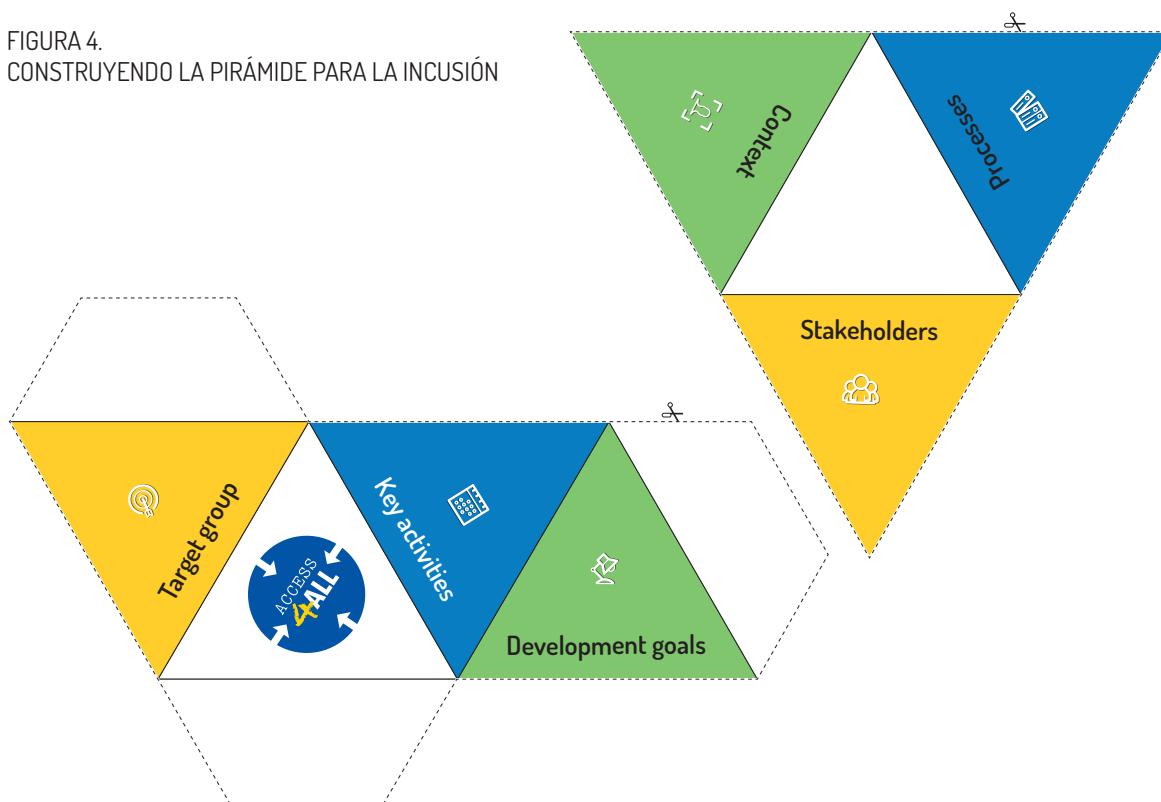 FIGURA 4.
CONSTRUYENDO LA PIRÁMIDE PARA LA INCUSIÓN
Context
Processes
Stakeholders
Target group
ACCESS
4ALL
Key activities
Development goals